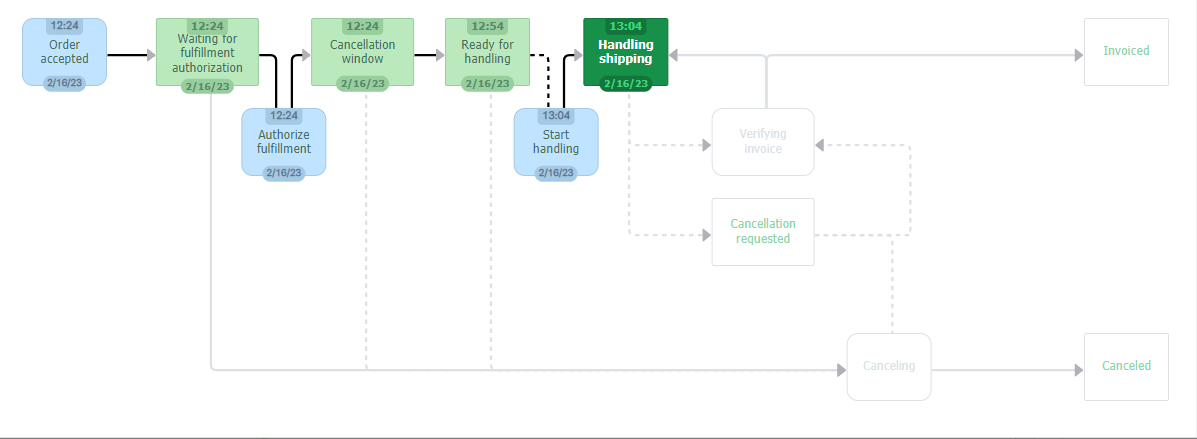 12:24
Order
accepted
2/16/23
12:24
Waiting for
fulfillment
authorization
2/16/23
12:24
Cancellation
window
2/16/23
12:54
Ready for
handling
2/16/23
13:04
Handling
shipping
2/16/23
Invoiced
12:24
Authorize
fulfillment
2/16/23
13:04
Start
handling
2/16/23
Verifying
invoice
Cancellation
requested
Canceling
Canceled